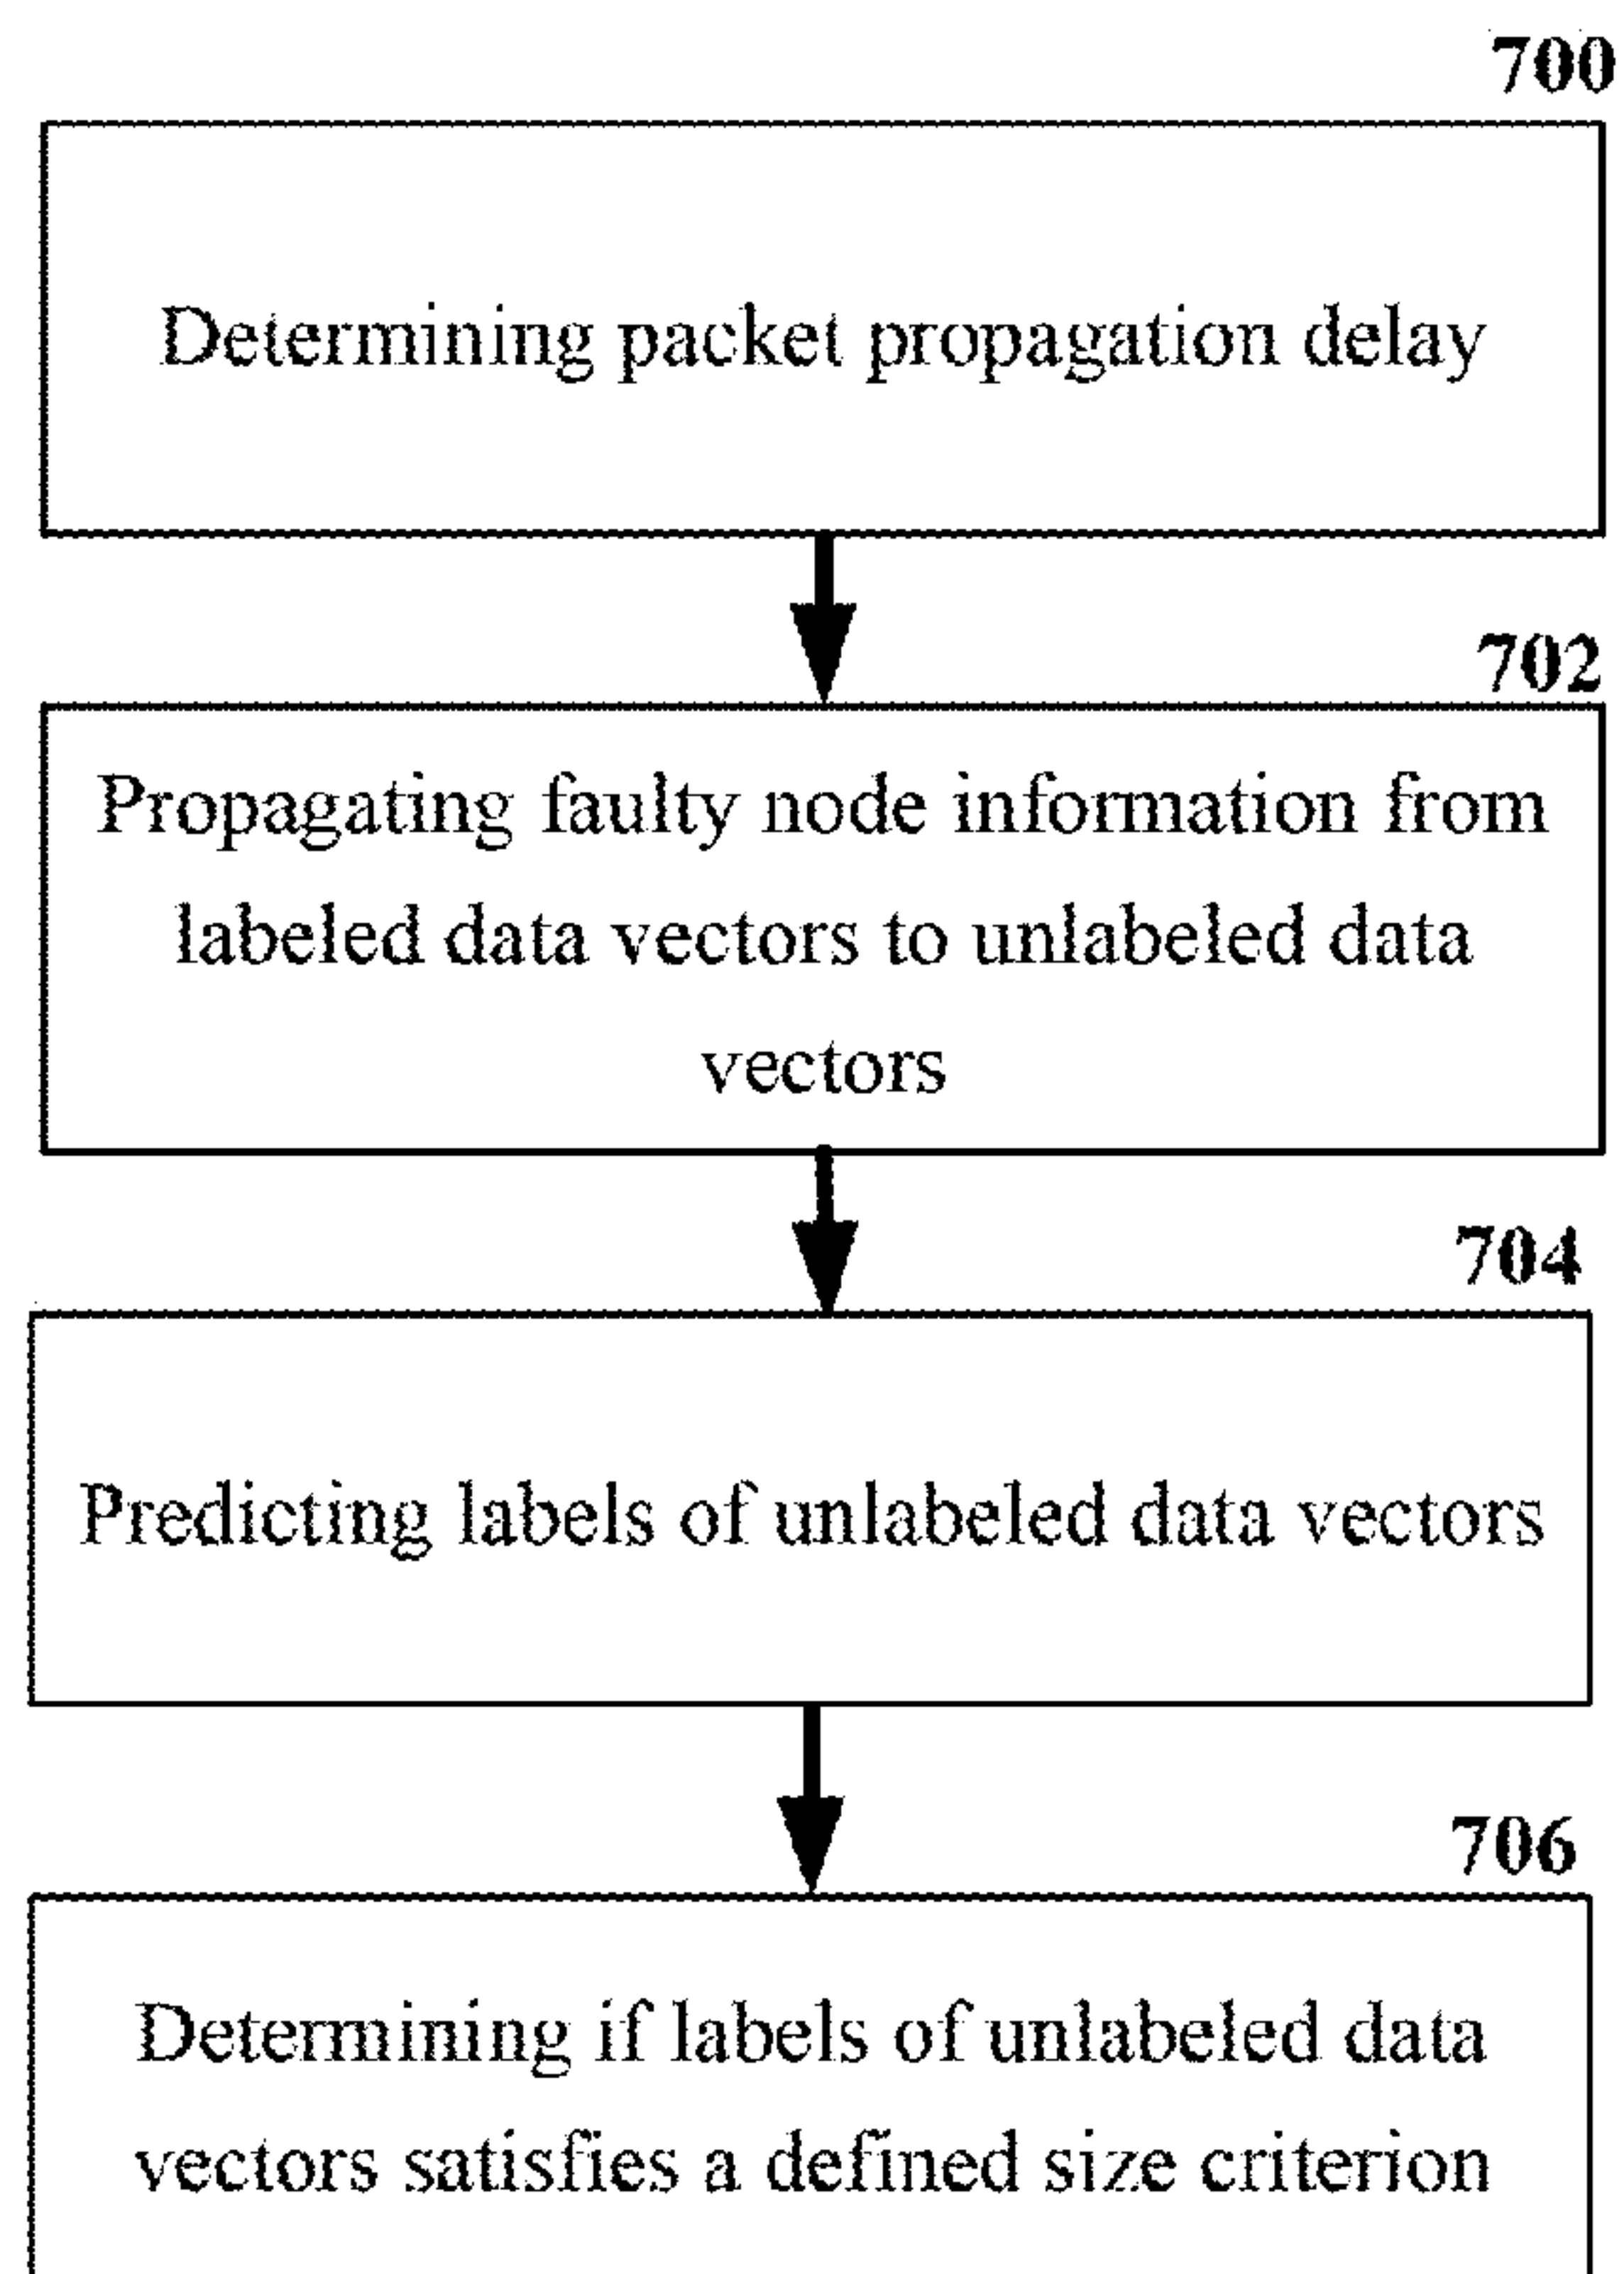 700
Determining packet propagation delay
702
Propagating faulty node information from
labeled data vectors to unlabeled data
vectors
704
Predicting labels of unlabeled data vectors
706
Determining if labels of unlabeled data
vectors satisfies a defined size criterion